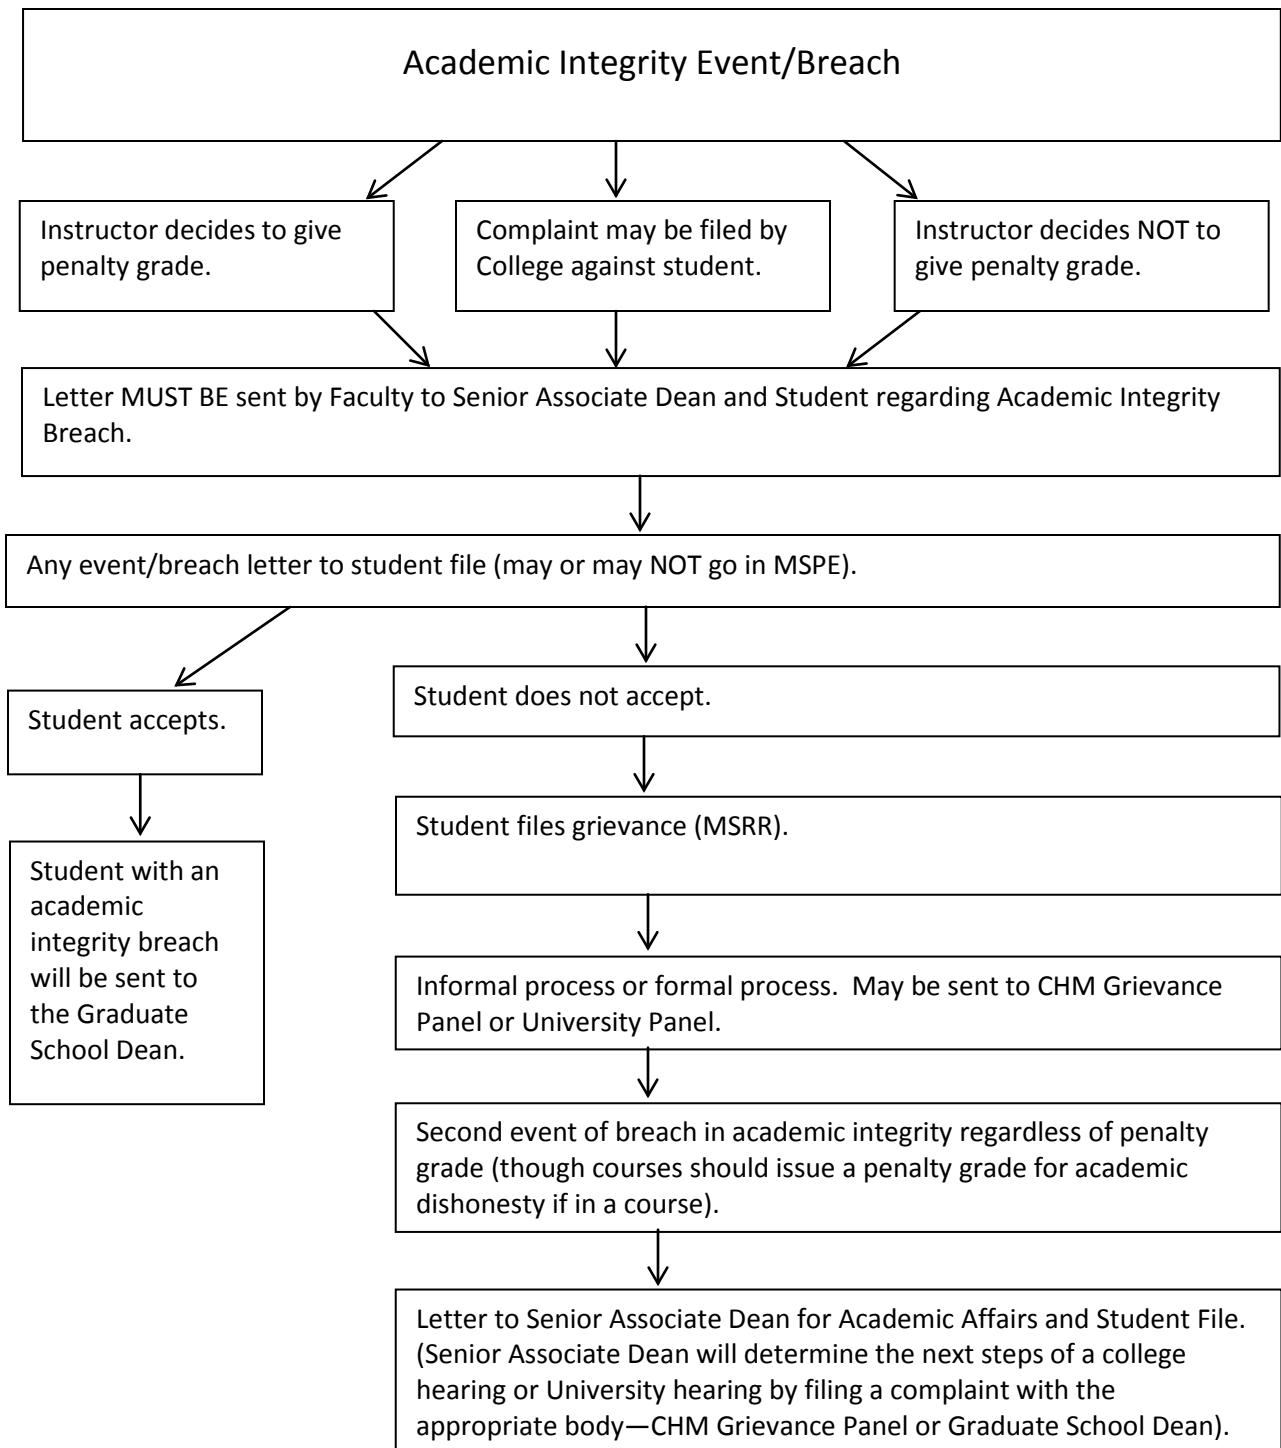 Academic Integrity Event/Breach
Instructor decides to give
penalty grade.
Complaint may be filed by
College against student.
Instructor decides NOT to
give penalty grade.
Letter MUST BE sent by Faculty to Senior Associate Dean and Student regarding Academic Integrity
Breach.
Any event/breach letter to student file (may or may NOT go in MSPE).
Student accepts.
Student with an
academic
integrity breach
will be sent to
the Graduate
School Dean.
Student does not accept.
Student files grievance (MSRR).
Informal process or formal process.  May be sent to CHM Grievance
Panel or University Panel.
Second event of breach in academic integrity regardless of penalty
grade (though courses should issue a penalty grade for academic
dishonesty if in a course).
Letter to Senior Associate Dean for Academic Affairs and Student File.
(Senior Associate Dean will determine the next steps of a college
hearing or University hearing by filing a complaint with the
appropriate body—CHM Grievance Panel or Graduate School Dean).